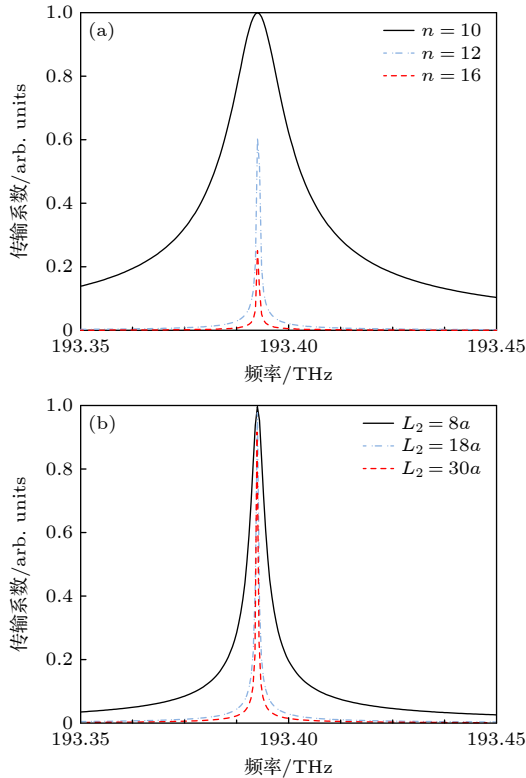 (a)
n = 10
n = 12
n = 16
1.0
0.8
0.6
0.4
0.2
0
传输系数/arb. units
193.35
193.40
193.45
频率/THz
(b)
L₂ = 8a
L₂ = 18a
L₂ = 30a
1.0
0.8
0.6
0.4
0.2
0
传输系数/arb. units
193.35
193.40
193.45
频率/THz